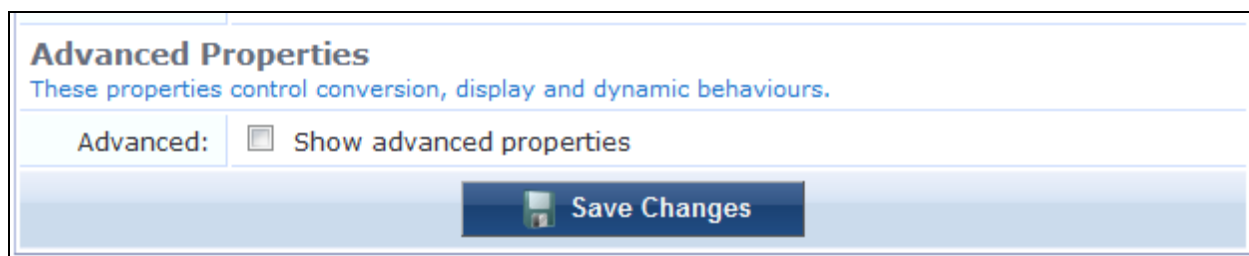 Advanced Properties
These properties control conversion, display and dynamic behaviours.
Advanced: Show advanced properties
Save Changes